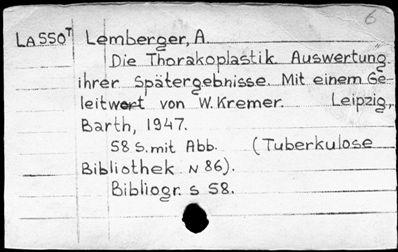 6
LASSOT Lemberger, A.
Die Thorakoplastik. Auswertung
ihrer Spätergebnisse. Mit einem Ge-
leitwort von W. Kremer. Leipzig,
Barth, 1947.
58 S. mit Abb. (Tuberkulose
Bibliothek N 86).
Bibliogr. S 58.